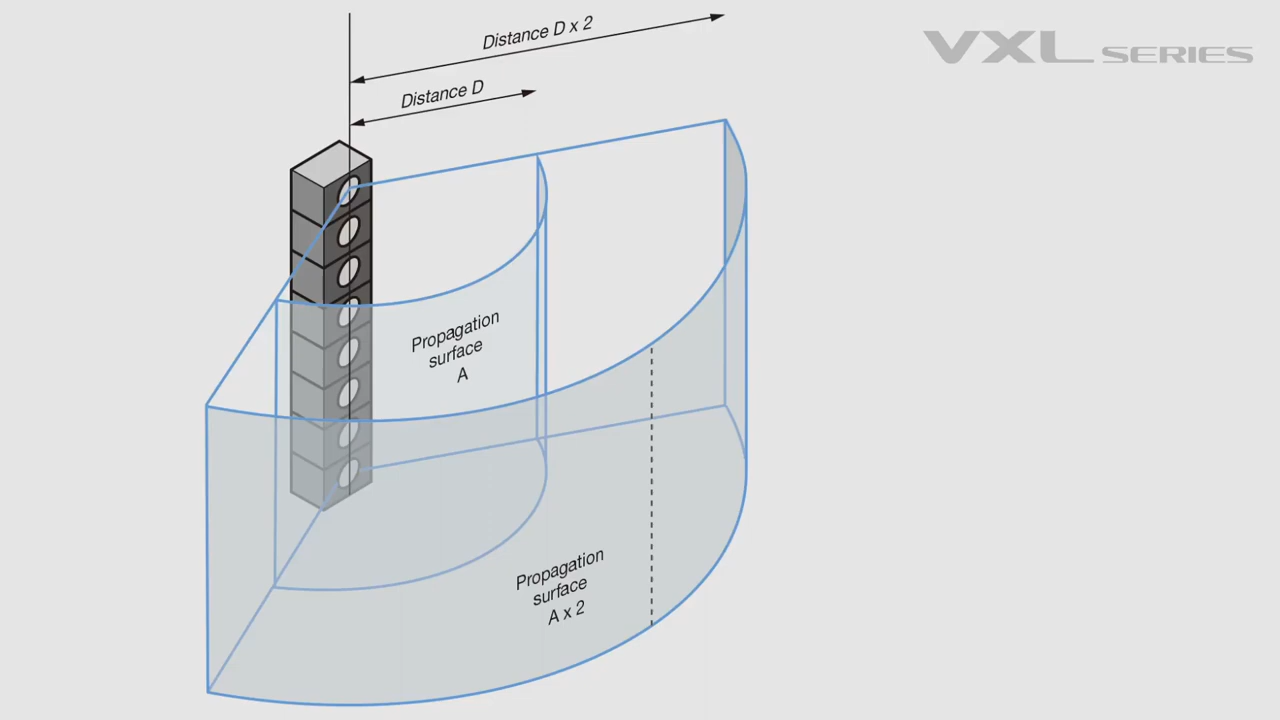 Distance D x 2
VXL SERIES
Distance D
Propagation
surface
A
Propagation
surface
A x 2